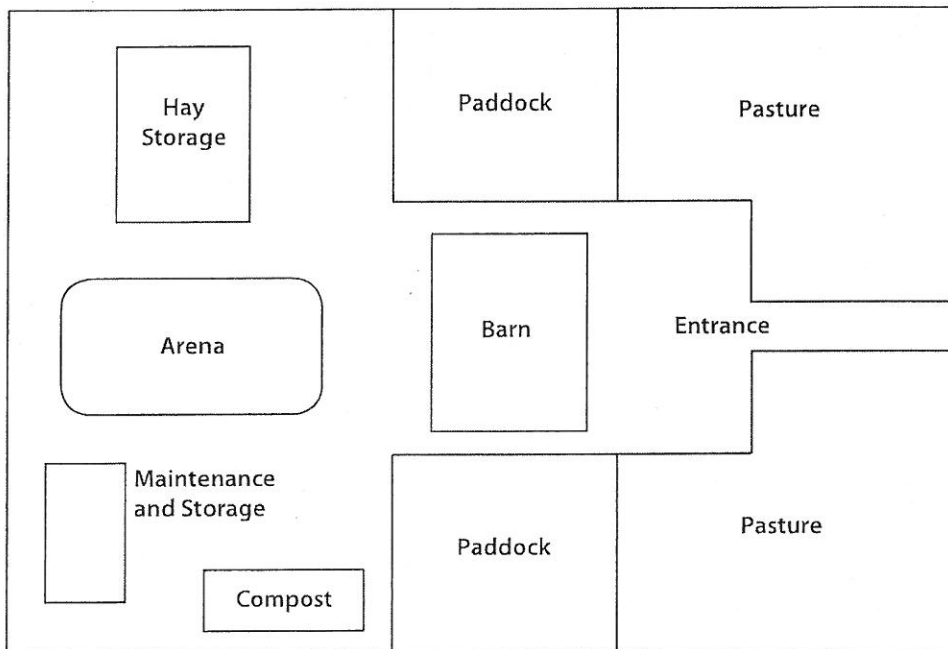 Hay
Storage
Paddock
Pasture
Arena
Barn
Entrance
Maintenance
and Storage
Compost
Paddock
Pasture